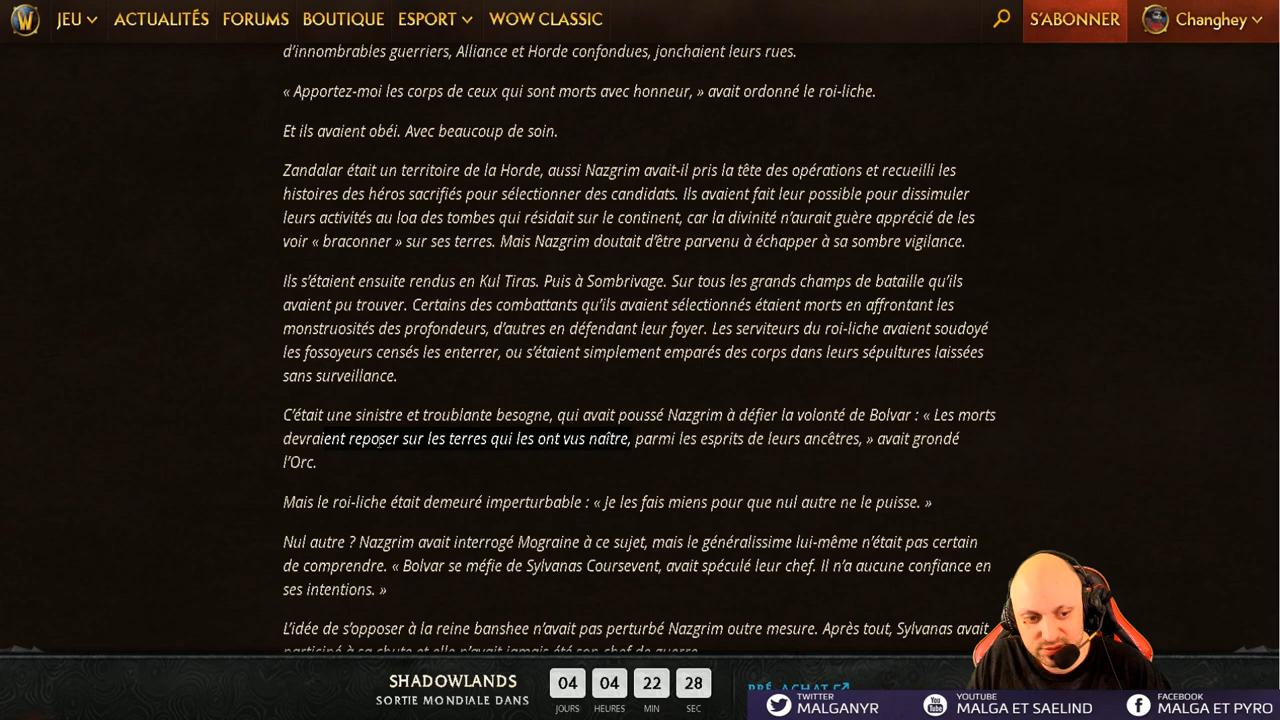 JEU ACTUALITÉS FORUMS BOUTIQUE ESPORT WOW CLASSIC S'ABONNER Changhey
d'innombrables guerriers, Alliance et Horde confondues, jonchaient leurs rues.
« Apportez-moi les corps de ceux qui sont morts avec honneur, » avait ordonné le roi-liche.
Et ils avaient obéi. Avec beaucoup de soin.
Zandalar était un territoire de la Horde, aussi Nazgrim avait-il pris la tête des opérations et recueilli les
histoires des héros sacrifiés pour sélectionner des candidats. Ils avaient fait leur possible pour dissimuler
leurs activités au loa des tombes qui résidait sur le continent, car la divinité n'aurait guère apprécié de les
voir « braconner » sur ses terres. Mais Nazgrim doutait d'être parvenu à échapper à sa sombre vigilance.
Ils s'étaient ensuite rendus en Kul Tiras. Puis à Sombrivage. Sur tous les grands champs de bataille qu'ils
avaient pu trouver. Certains des combattants qu'ils avaient sélectionnés étaient morts en affrontant les
monstruosités des profondeurs, d'autres en défendant leur foyer. Les serviteurs du roi-liche avaient soudoyé
les fossoyeurs censés les enterrer, ou s'étaient simplement emparés des corps dans leurs sépultures laissées
sans surveillance.
C'était une sinistre et troublante besogne, qui avait poussé Nazgrim à défier la volonté de Bolvar : « Les morts
devraient reposer sur les terres qui les ont vus naître, parmi les esprits de leurs ancêtres, » avait grondé
l'Orc.
Mais le roi-liche était demeuré imperturbable : « Je les fais miens pour que nul autre ne le puisse. »
Nul autre ? Nazgrim avait interrogé Mograine à ce sujet, mais le généralissime lui-même n'était pas certain
de comprendre. « Bolvar se méfie de Sylvanas Coursevent, avait spéculé leur chef. Il n'a aucune confiance en
ses intentions. »
L'idée de s'opposer à la reine banshee n'avait pas perturbé Nazgrim outre mesure. Après tout, Sylvanas avait
participé à sa chute et elle n'avait jamais été son chef de guerre.
SHADOWLANDS
SORTIE MONDIALE DANS
04 04 22 28
JOURS HEURES MIN SEC
PRÉ-ACHAT
TWITTER
MALGANYR
YOUTUBE
MALGA ET SAELIND
FACEBOOK
MALGA ET PYRO